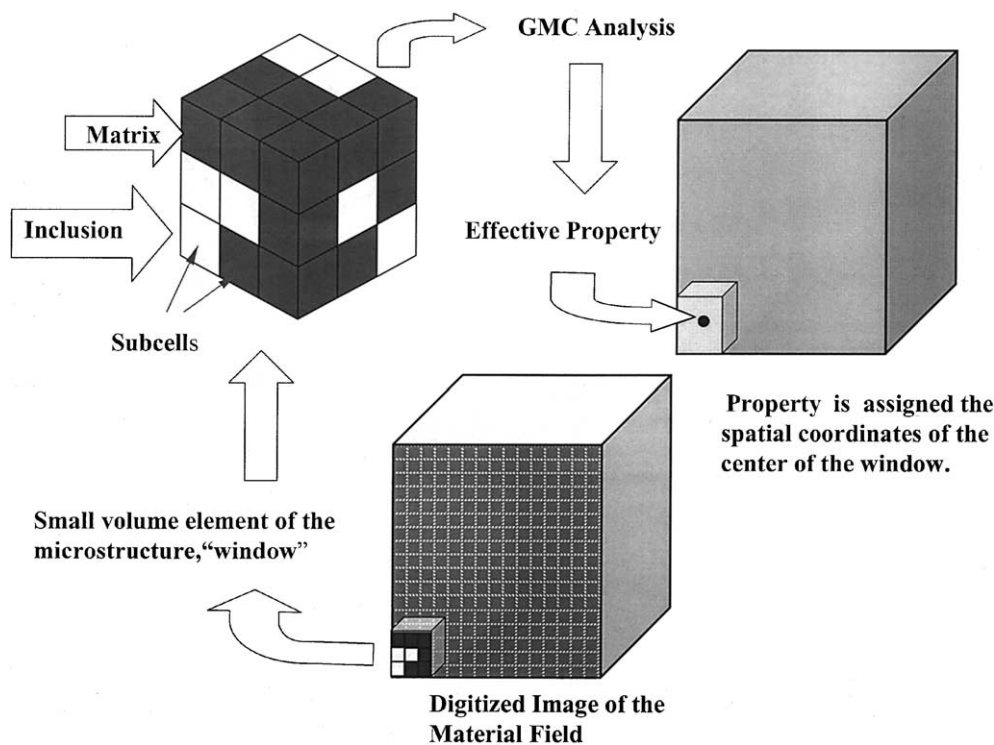 GMC Analysis
Matrix
Inclusion
Effective Property
Subcells
Property is assigned the
spatial coordinates of the
center of the window.
Small volume element of the
microstructure,“window”
Digitized Image of the
Material Field